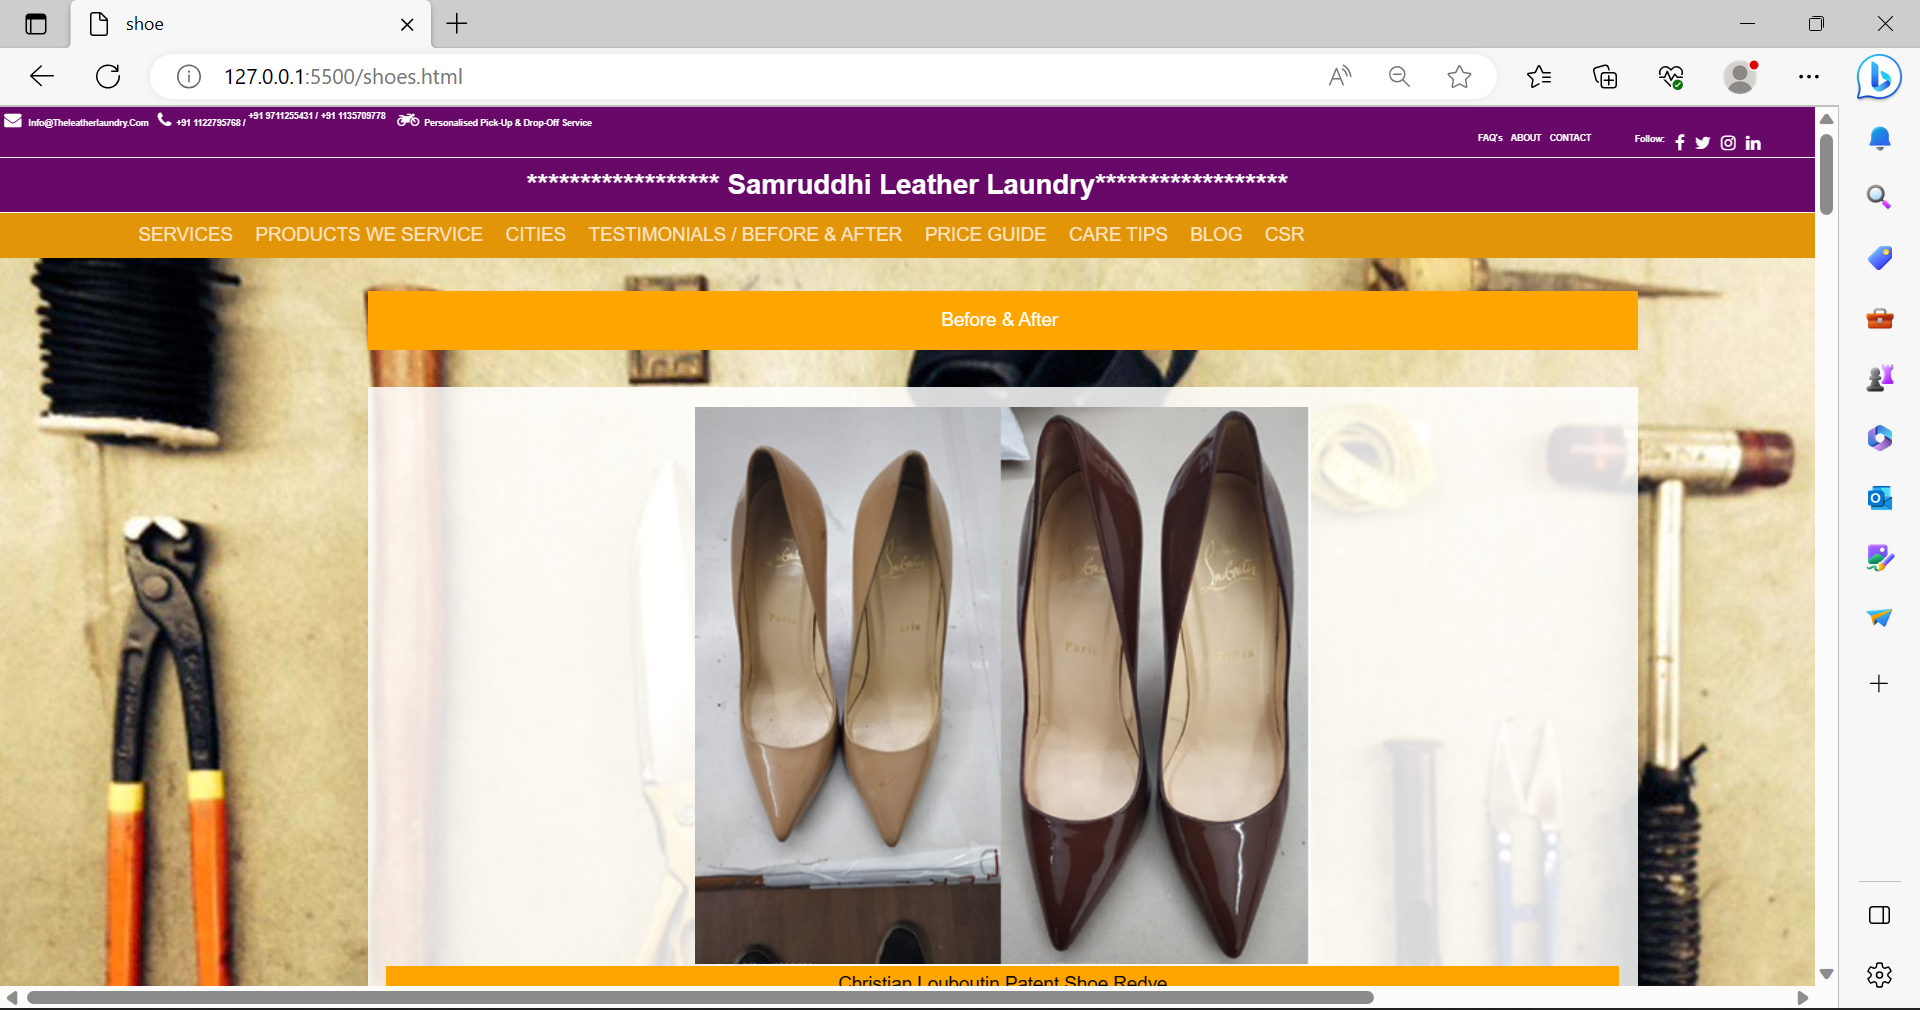 shoe
127.0.0.1:5500/shoes.html
Info@Theleatherlaundry.Com +91 1122795768 / +91 9711255431 / +91 1135709778 Personalised Pick-Up & Drop-Off Service
FAQ's ABOUT CONTACT Follow:
****************** Samruddhi Leather Laundry******************
SERVICES PRODUCTS WE SERVICE CITIES TESTIMONIALS / BEFORE & AFTER PRICE GUIDE CARE TIPS BLOG CSR
Before & After
Paris
Paris
Christian Louboutin Patent Shoe Redye